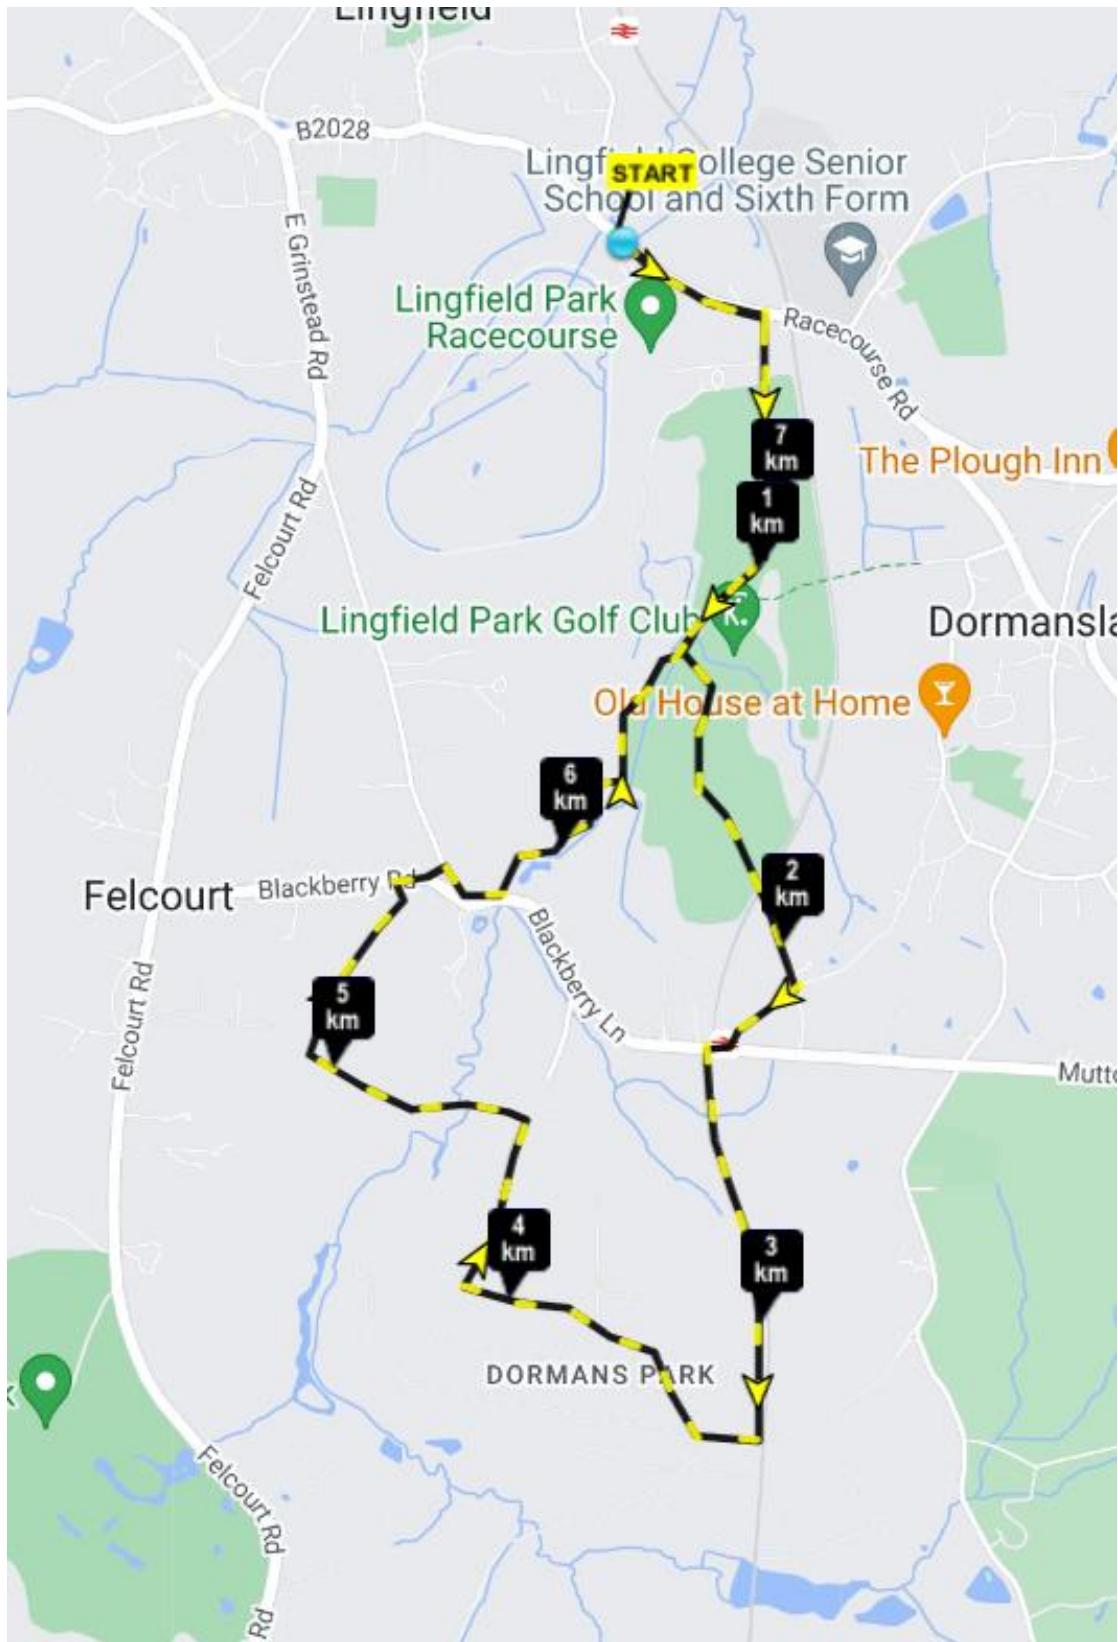 Lingfield
B2028
Lingfield College Senior
School and Sixth Form
START
E Grinstead Rd
Lingfield Park
Racecourse
Racecourse Rd
7
km
The Plough Inn
1
km
Felcourt Rd
Lingfield Park Golf Club
Dormansla
Old House at Home
6
km
2
km
Felcourt
Blackberry Rd
Blackberry Ln
5
km
Felcourt Rd
Mutto
4
km
3
km
DORMANS PARK
k
Felcourt Rd
Rd